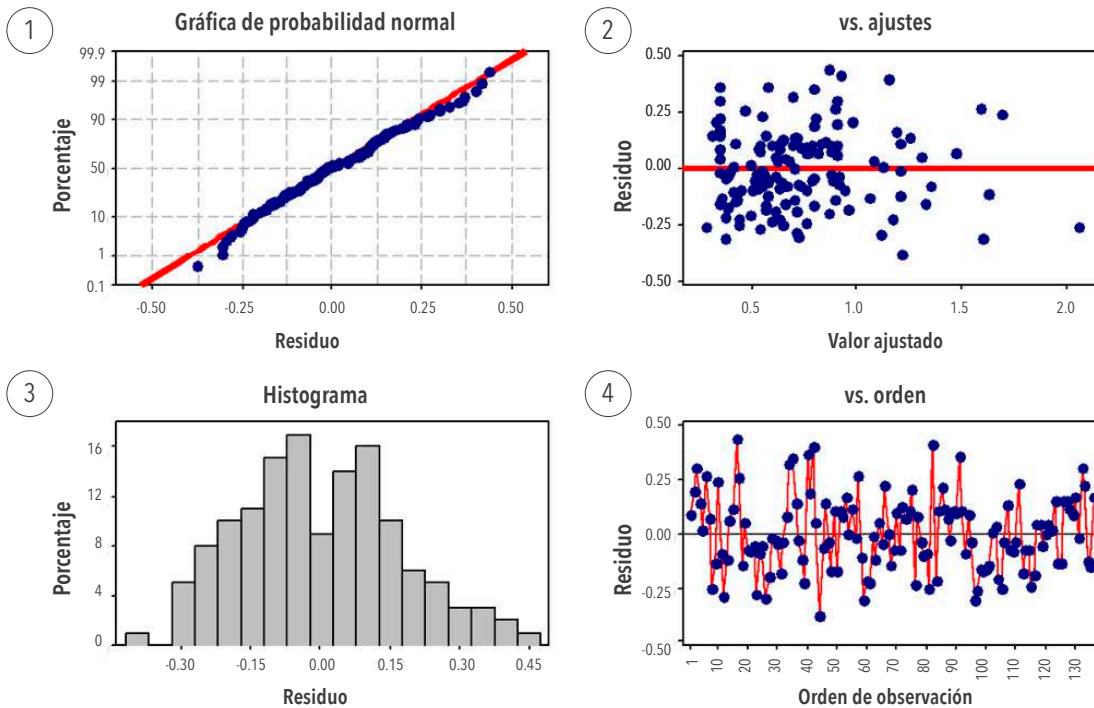 1
Gráfica de probabilidad normal
Porcentaje
99.9
99
90
50
10
1
0.1
-0.50 -0.25 0.00 0.25 0.50
Residuo
2
vs. ajustes
Residuo
0.50
0.25
0.00
-0.25
-0.50
0.5 1.0 1.5 2.0
Valor ajustado
3
Histograma
Porcentaje
16
12
8
4
0
-0.30 -0.15 0.00 0.15 0.30 0.45
Residuo
4
vs. orden
Residuo
0.50
0.25
0.00
-0.25
0.50
1 10 20 30 40 50 60 70 80 90 100 110 120 130
Orden de observación